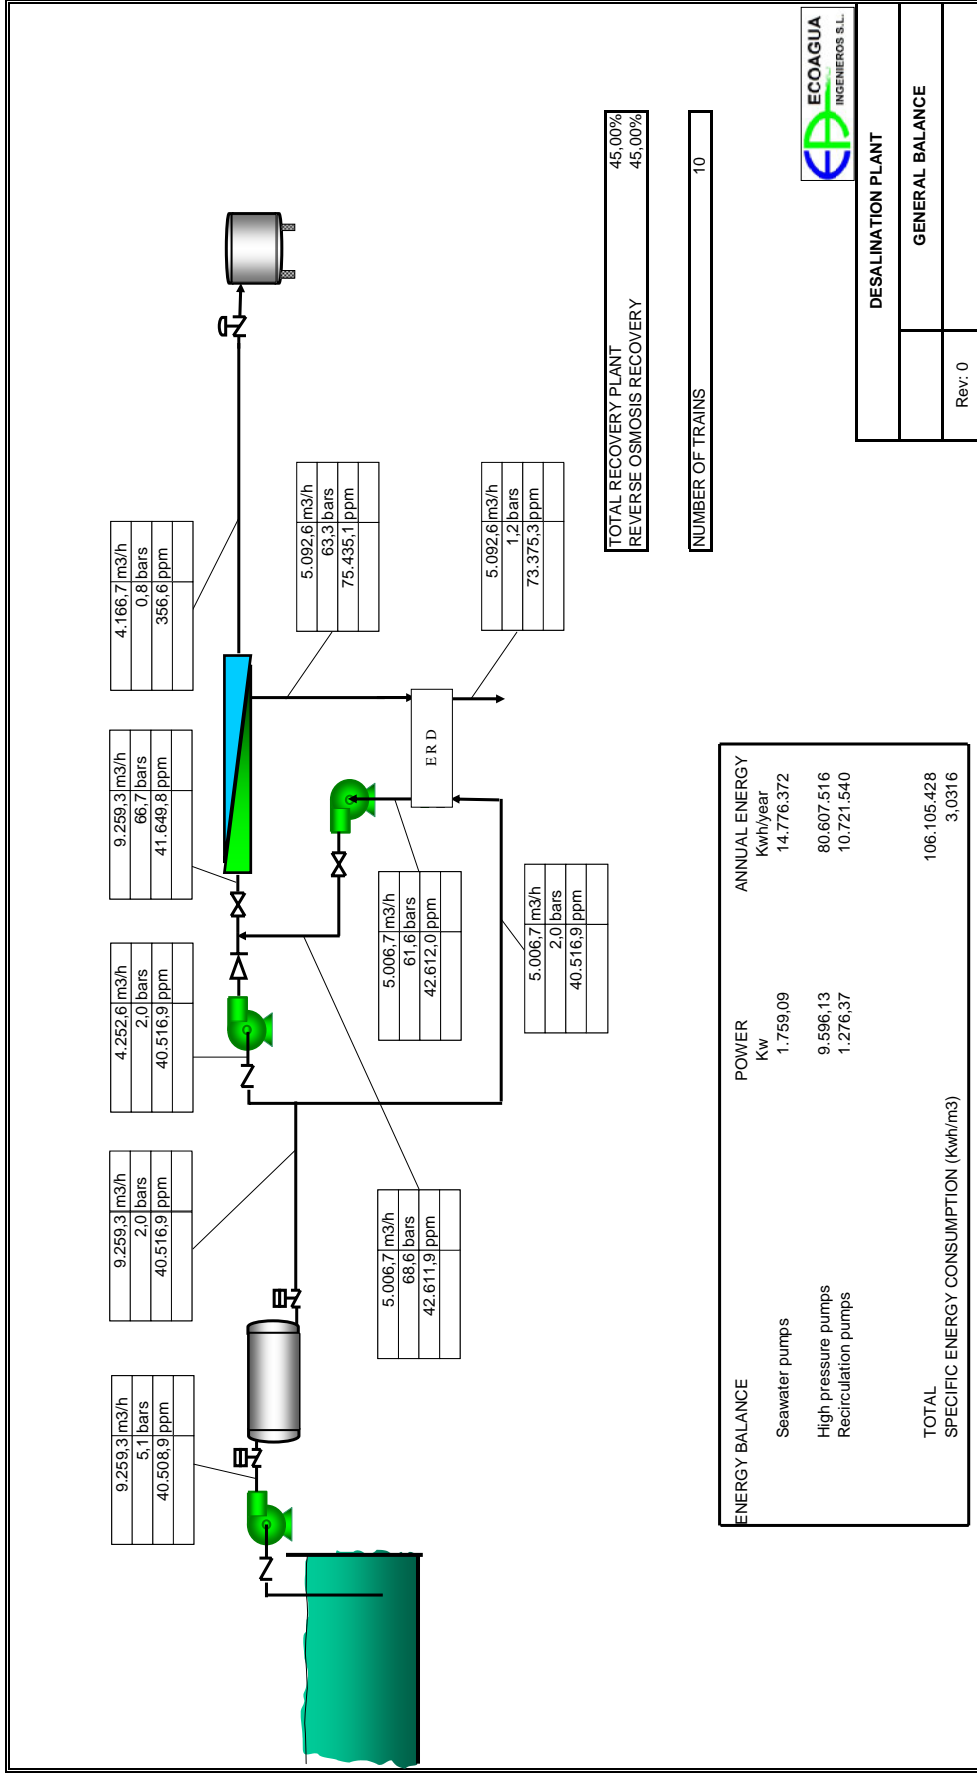 9.259,3 m3/h
5,1 bars
40.508,9 ppm
9.259,3 m3/h
2,0 bars
40.516,9 ppm
4.252,6 m3/h
2,0 bars
40.516,9 ppm
9.259,3 m3/h
66,7 bars
41.649,8 ppm
4.166,7 m3/h
0,8 bars
356,6 ppm
5.092,6 m3/h
63,3 bars
75.435,1 ppm
5.006,7 m3/h
68,6 bars
42.611,9 ppm
5.006,7 m3/h
61,6 bars
42.612,0 ppm
ERD
5.092,6 m3/h
1,2 bars
73.375,3 ppm
5.006,7 m3/h
2,0 bars
40.516,9 ppm
TOTAL RECOVERY PLANT 45,00%
REVERSE OSMOSIS RECOVERY 45,00%
NUMBER OF TRAINS 10
ENERGY BALANCE POWER ANNUAL ENERGY
Kw Kwh/year
Seawater pumps 1.759,09 14.776.372
High pressure pumps 9.596,13 80.607.516
Recirculation pumps 1.276,37 10.721.540
TOTAL 106.105.428
SPECIFIC ENERGY CONSUMPTION (Kwh/m3) 3,0316
ECOAGUA
INGENIEROS S.L.
DESALINATION PLANT
GENERAL BALANCE
Rev: 0